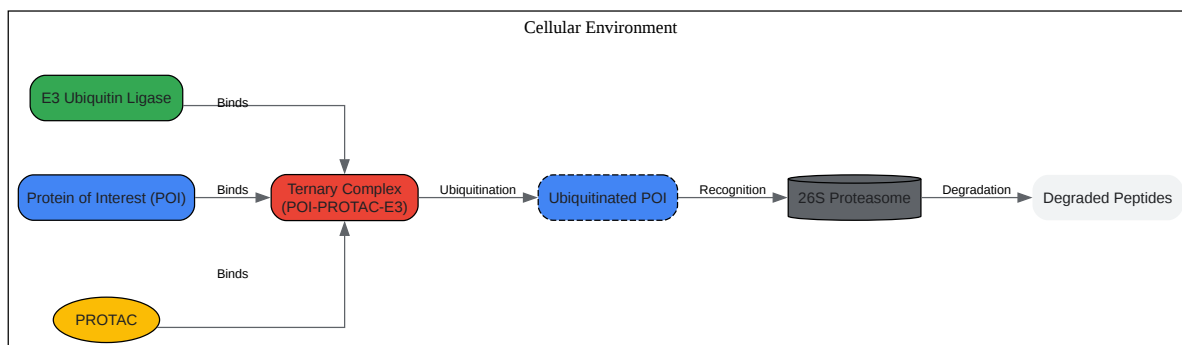 Cellular Environment
E3 Ubiquitin Ligase
Binds
Protein of Interest (POI)
Binds
Ternary Complex
(POI-PROTAC-E3)
Ubiquitination
Ubiquitinated POI
Recognition
26S Proteasome
Degradation
Degraded Peptides
Binds
PROTAC